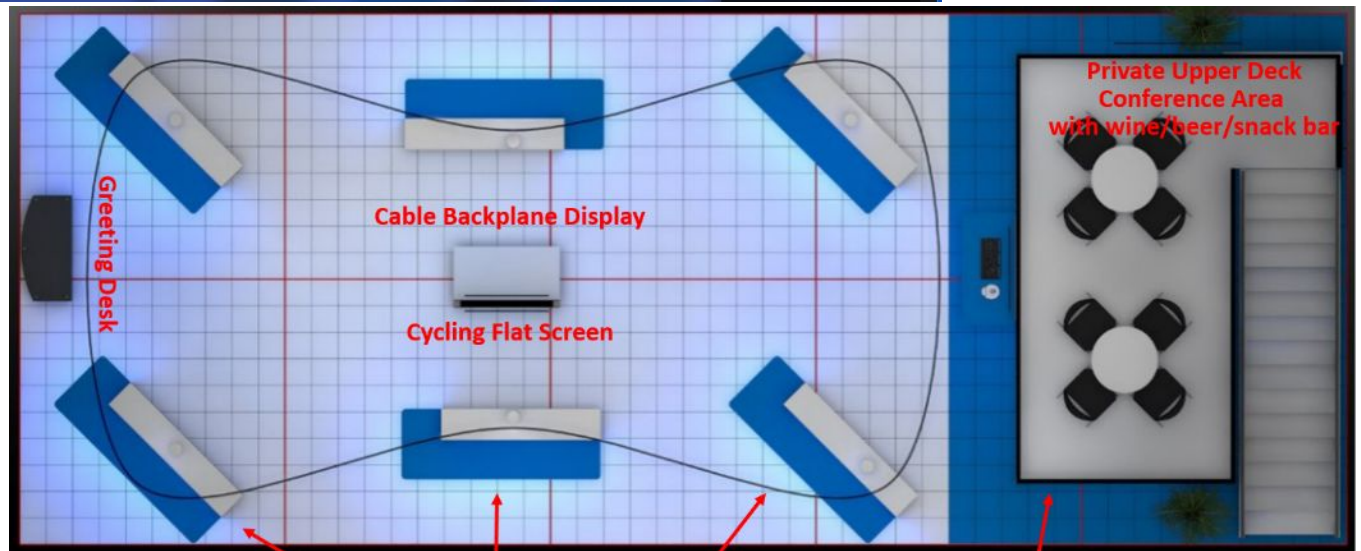 Private Upper Deck
Conference Area
with wine/beer/snack bar
Greeting Desk
Cable Backplane Display
Cycling Flat Screen